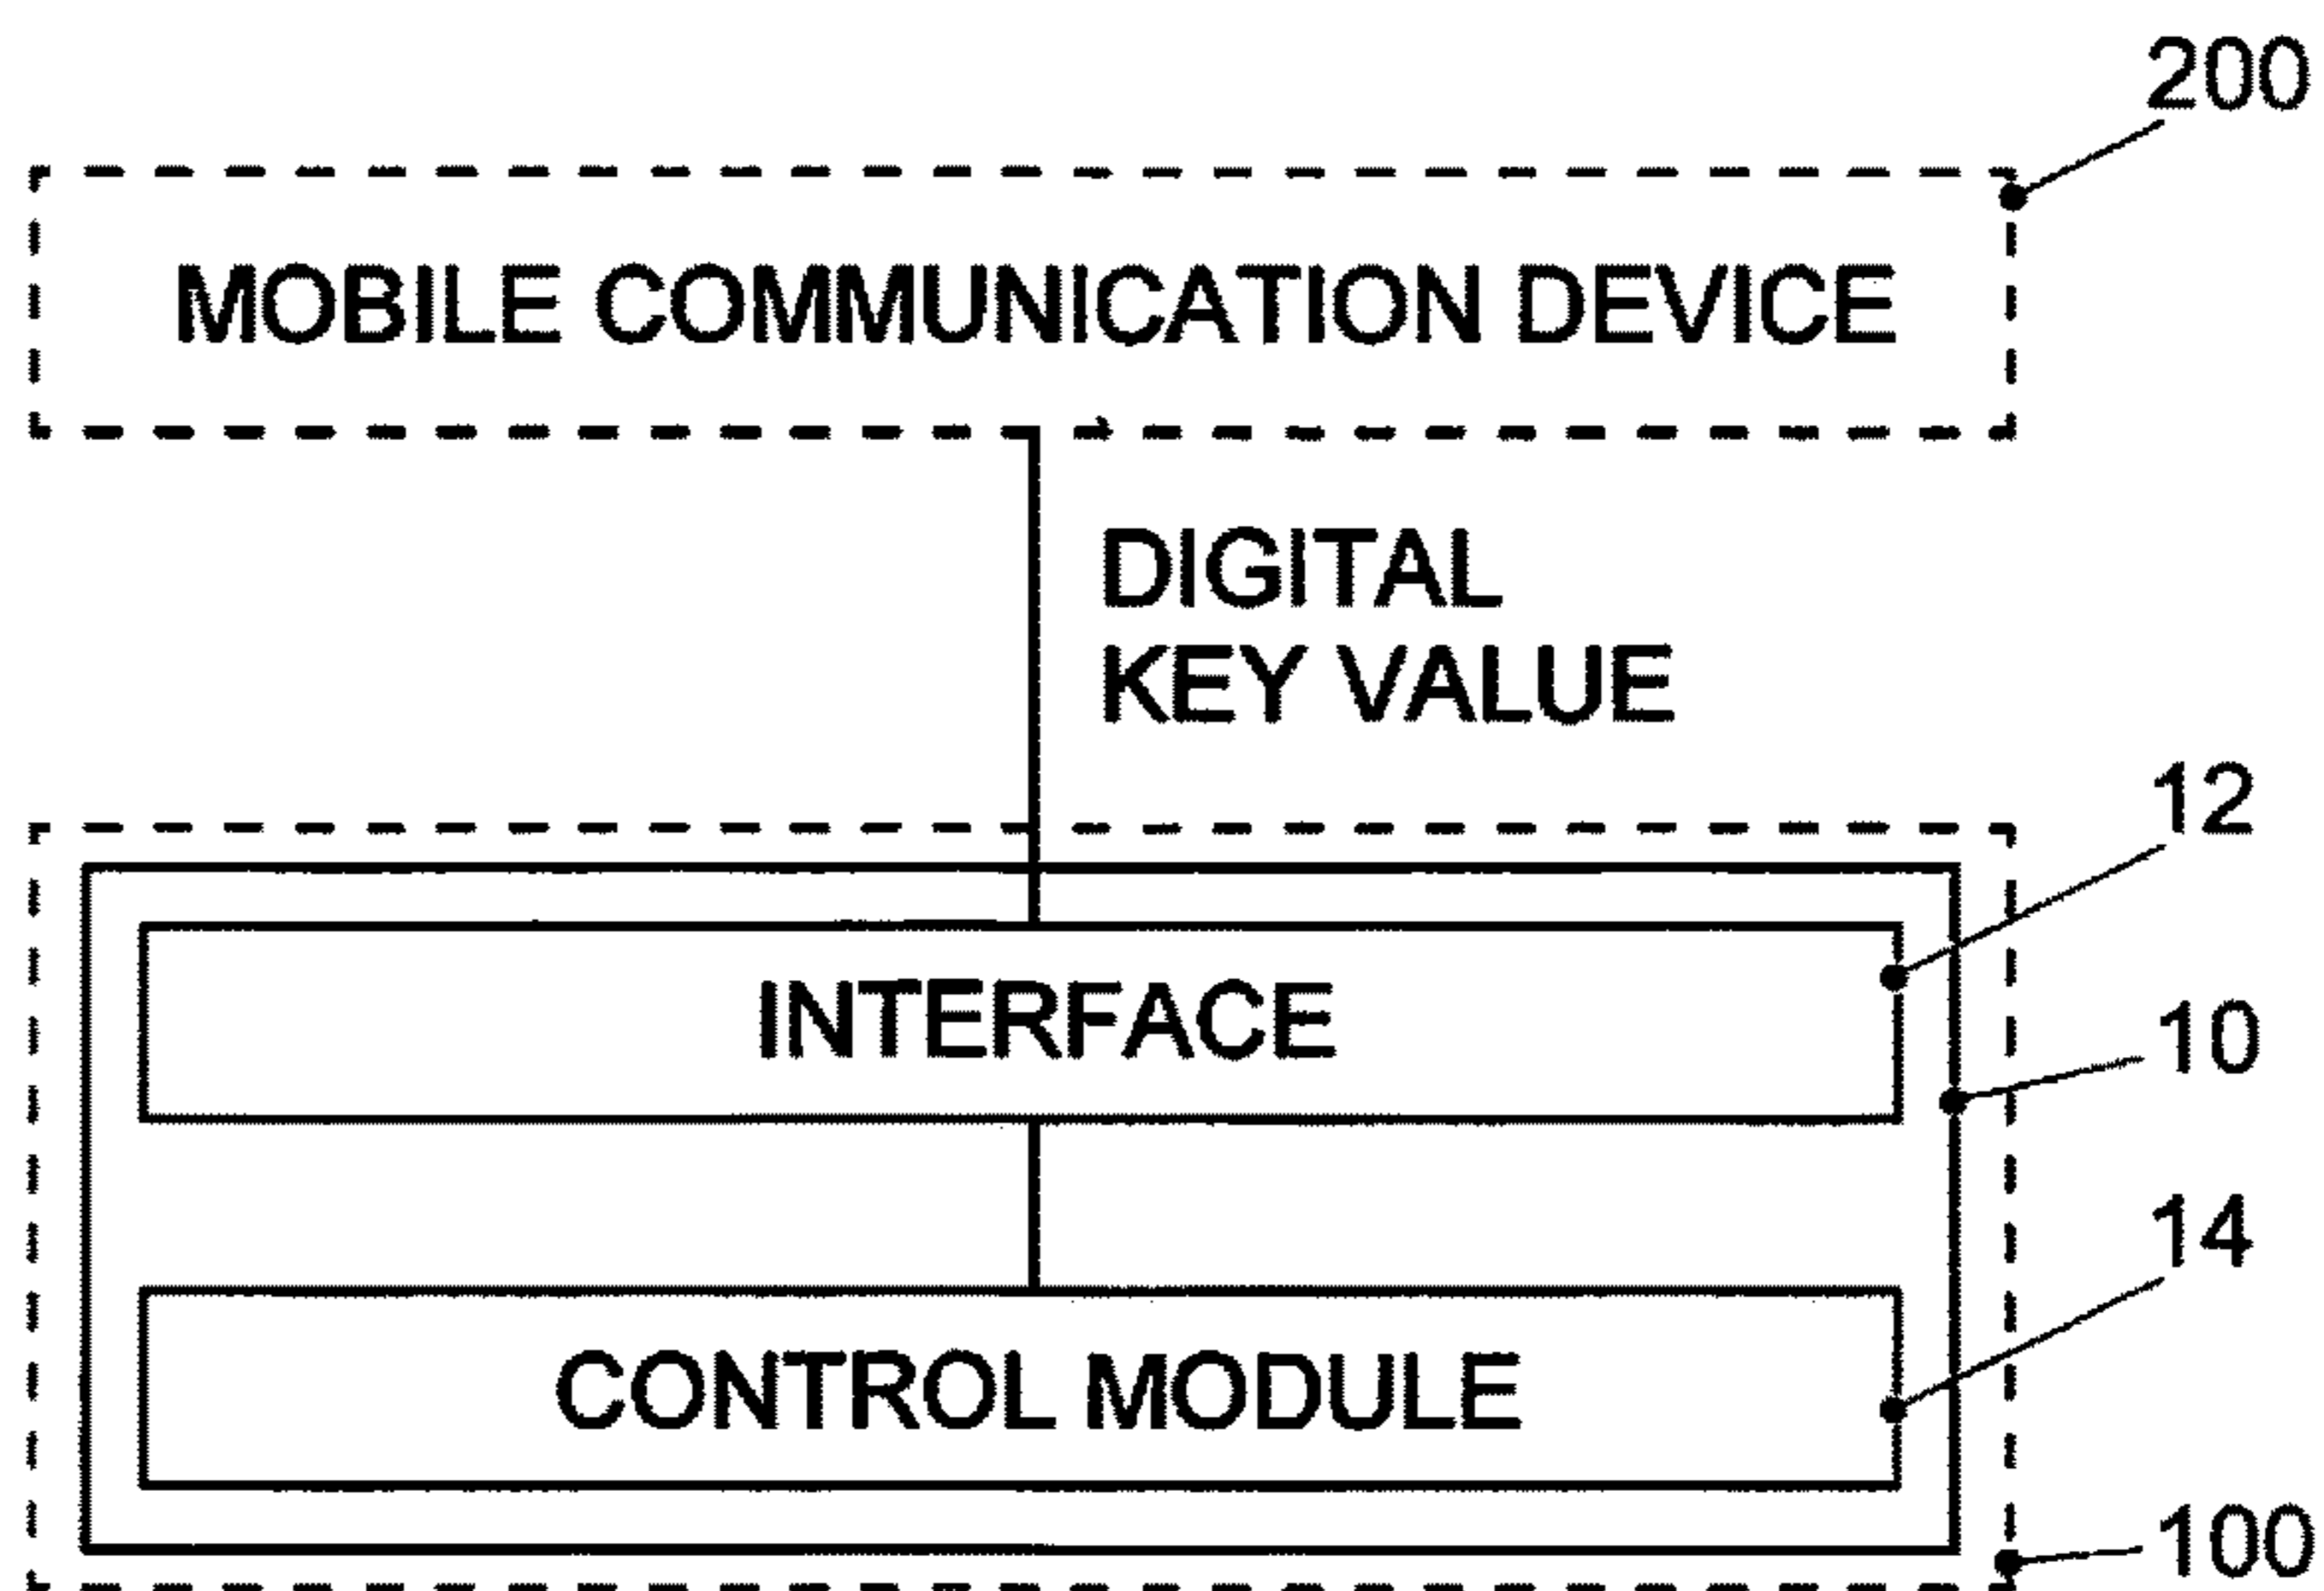 200
MOBILE COMMUNICATION DEVICE
DIGITAL
KEY VALUE
12
INTERFACE
10
14
CONTROL MODULE
100